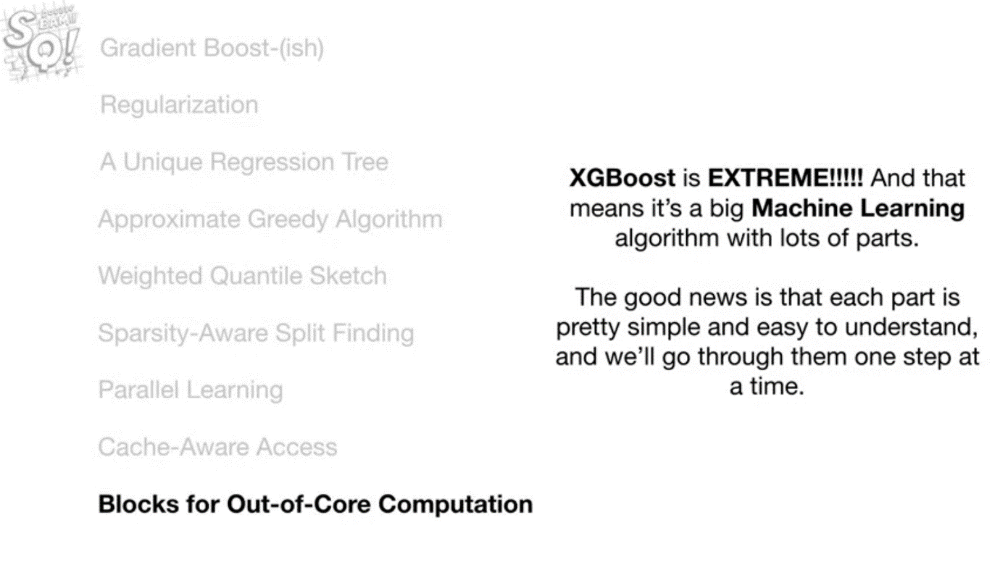 SQ!
BAM!!
Gradient Boost-(ish)
Regularization
A Unique Regression Tree
Approximate Greedy Algorithm
Weighted Quantile Sketch
Sparsity-Aware Split Finding
Parallel Learning
Cache-Aware Access
Blocks for Out-of-Core Computation
XGBoost is EXTREME!!!!! And that
means it’s a big Machine Learning
algorithm with lots of parts.
The good news is that each part is
pretty simple and easy to understand,
and we’ll go through them one step at
a time.